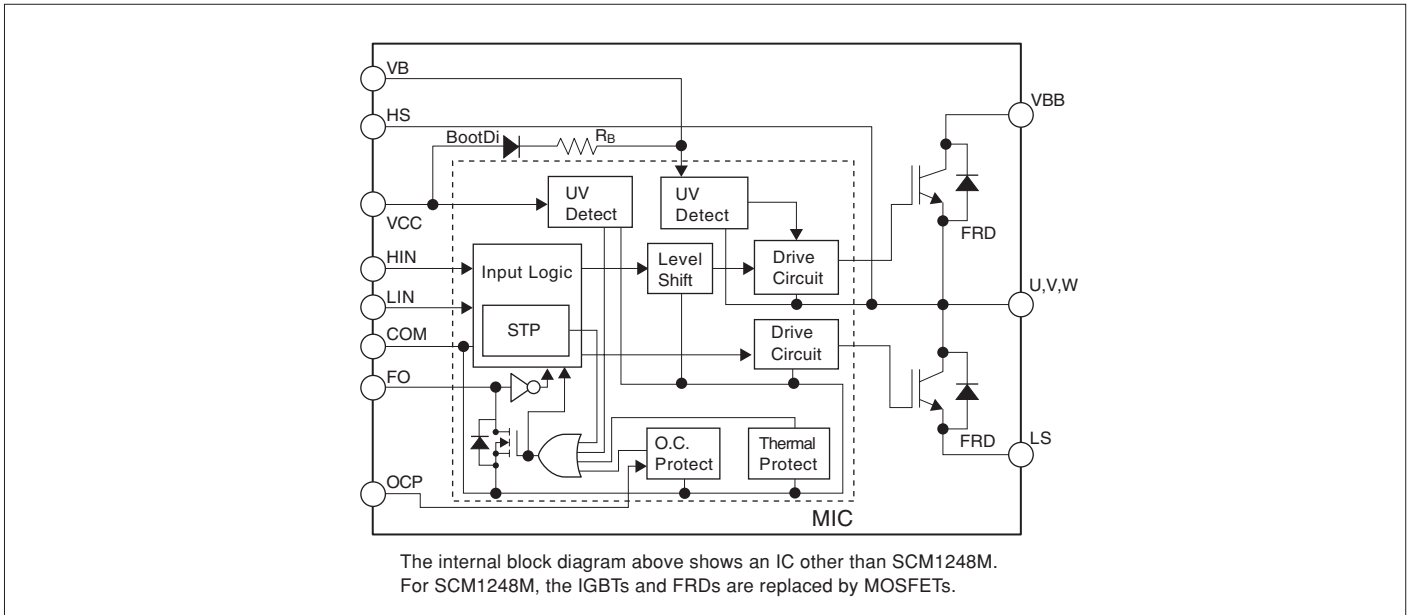 VB
VBB
HS
BootDi
RB
UV
Detect
UV
Detect
VCC
FRD
HIN
Input Logic
Level
Shift
Drive
Circuit
U,V,W
LIN
STP
COM
Drive
Circuit
FO
O.C.
Protect
Thermal
Protect
FRD
LS
OCP
MIC
The internal block diagram above shows an IC other than SCM1248M.
For SCM1248M, the IGBTs and FRDs are replaced by MOSFETs.